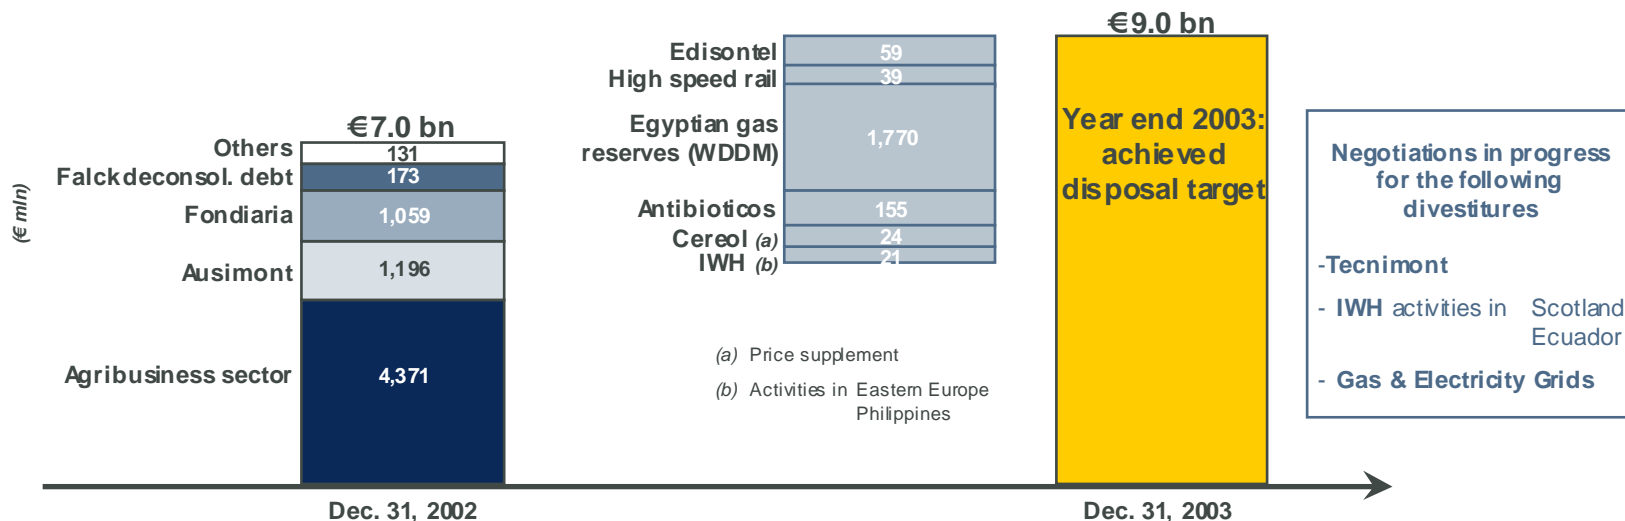 (€ mln)
€7.0 bn
Others
131
Falck deconsol. debt
173
Fondiaria
1,059
Ausimont
1,196
Agribusiness sector
4,371
Dec. 31, 2002
Edisontel
59
High speed rail
39
Egyptian gas
reserves (WDDM)
1,770
Antibioticos
155
Cereol (a)
24
IWH (b)
21
(a) Price supplement
(b) Activities in Eastern Europe
Philippines
€9.0 bn
Year end 2003:
achieved
disposal target
Dec. 31, 2003
Negotiations in progress
for the following
divestitures
-Tecnimont
- IWH activities in Scotland
Ecuador
- Gas & Electricity Grids